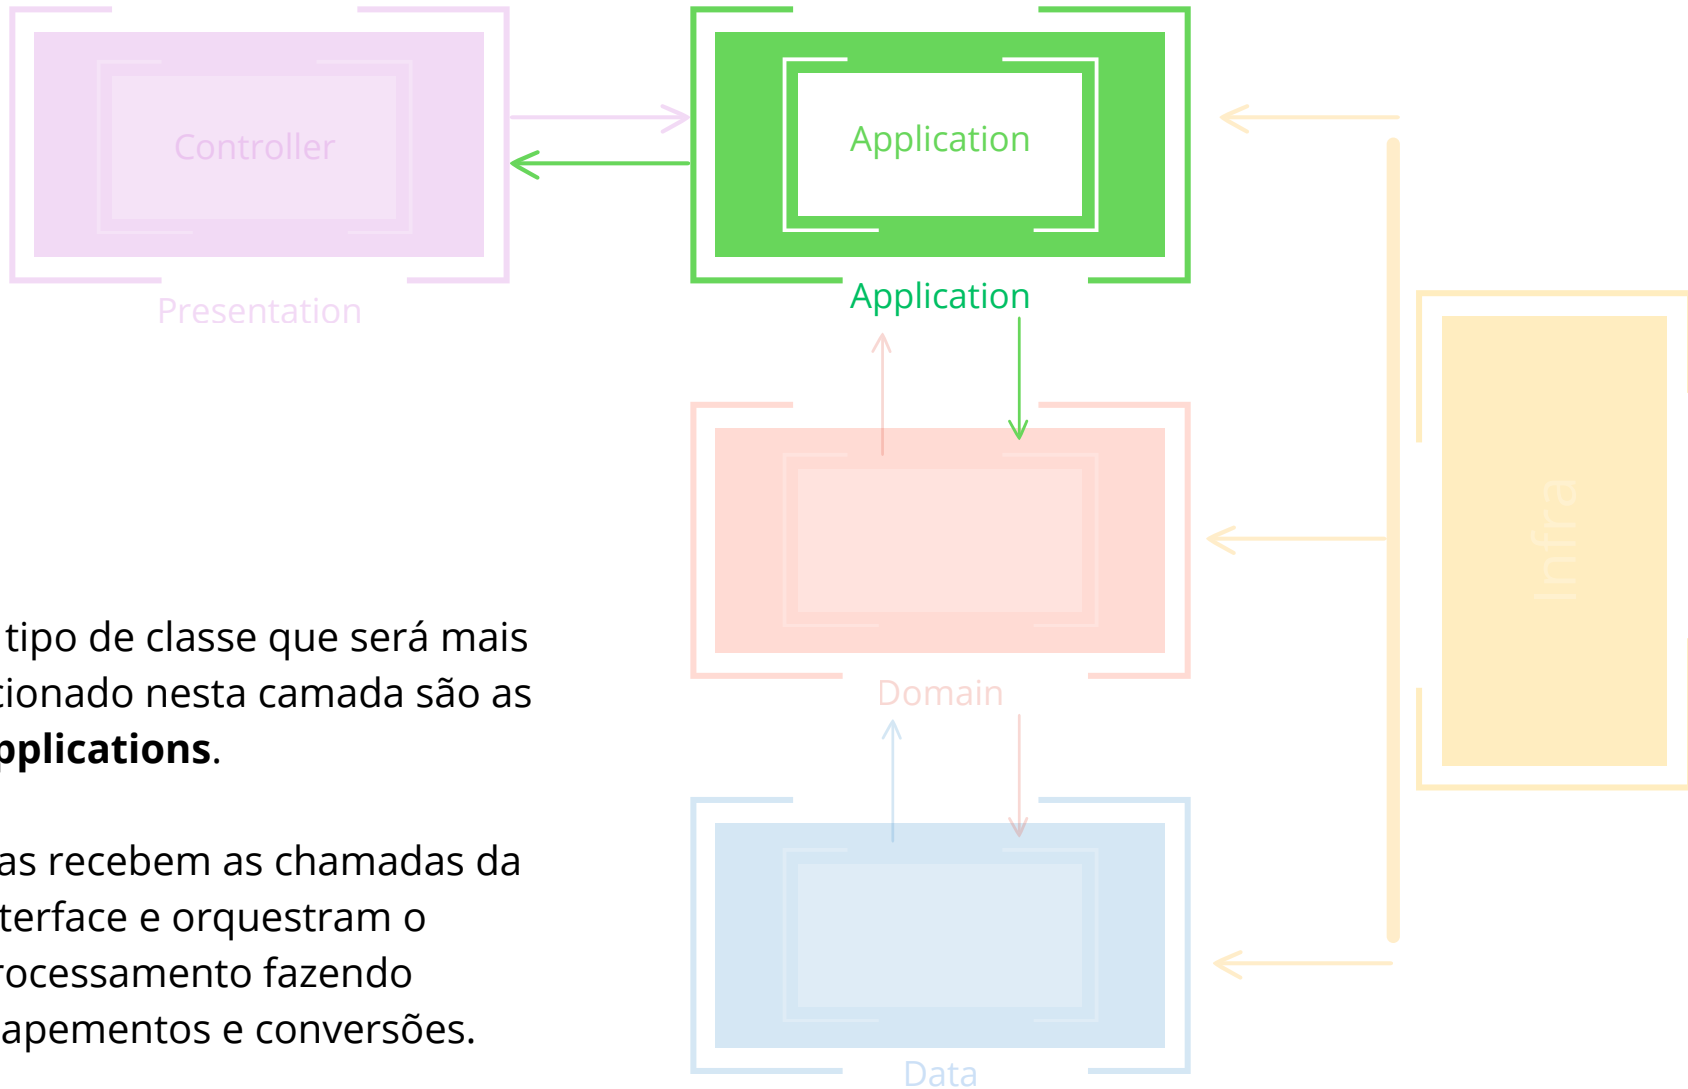 Controller
Application
Presentation
Application
Infra
Domain
Data
tipo de classe que será mais
cionado nesta camada são as
pplications.
as recebem as chamadas da
terface e orquestram o
rocessamento fazendo
apementos e conversões.